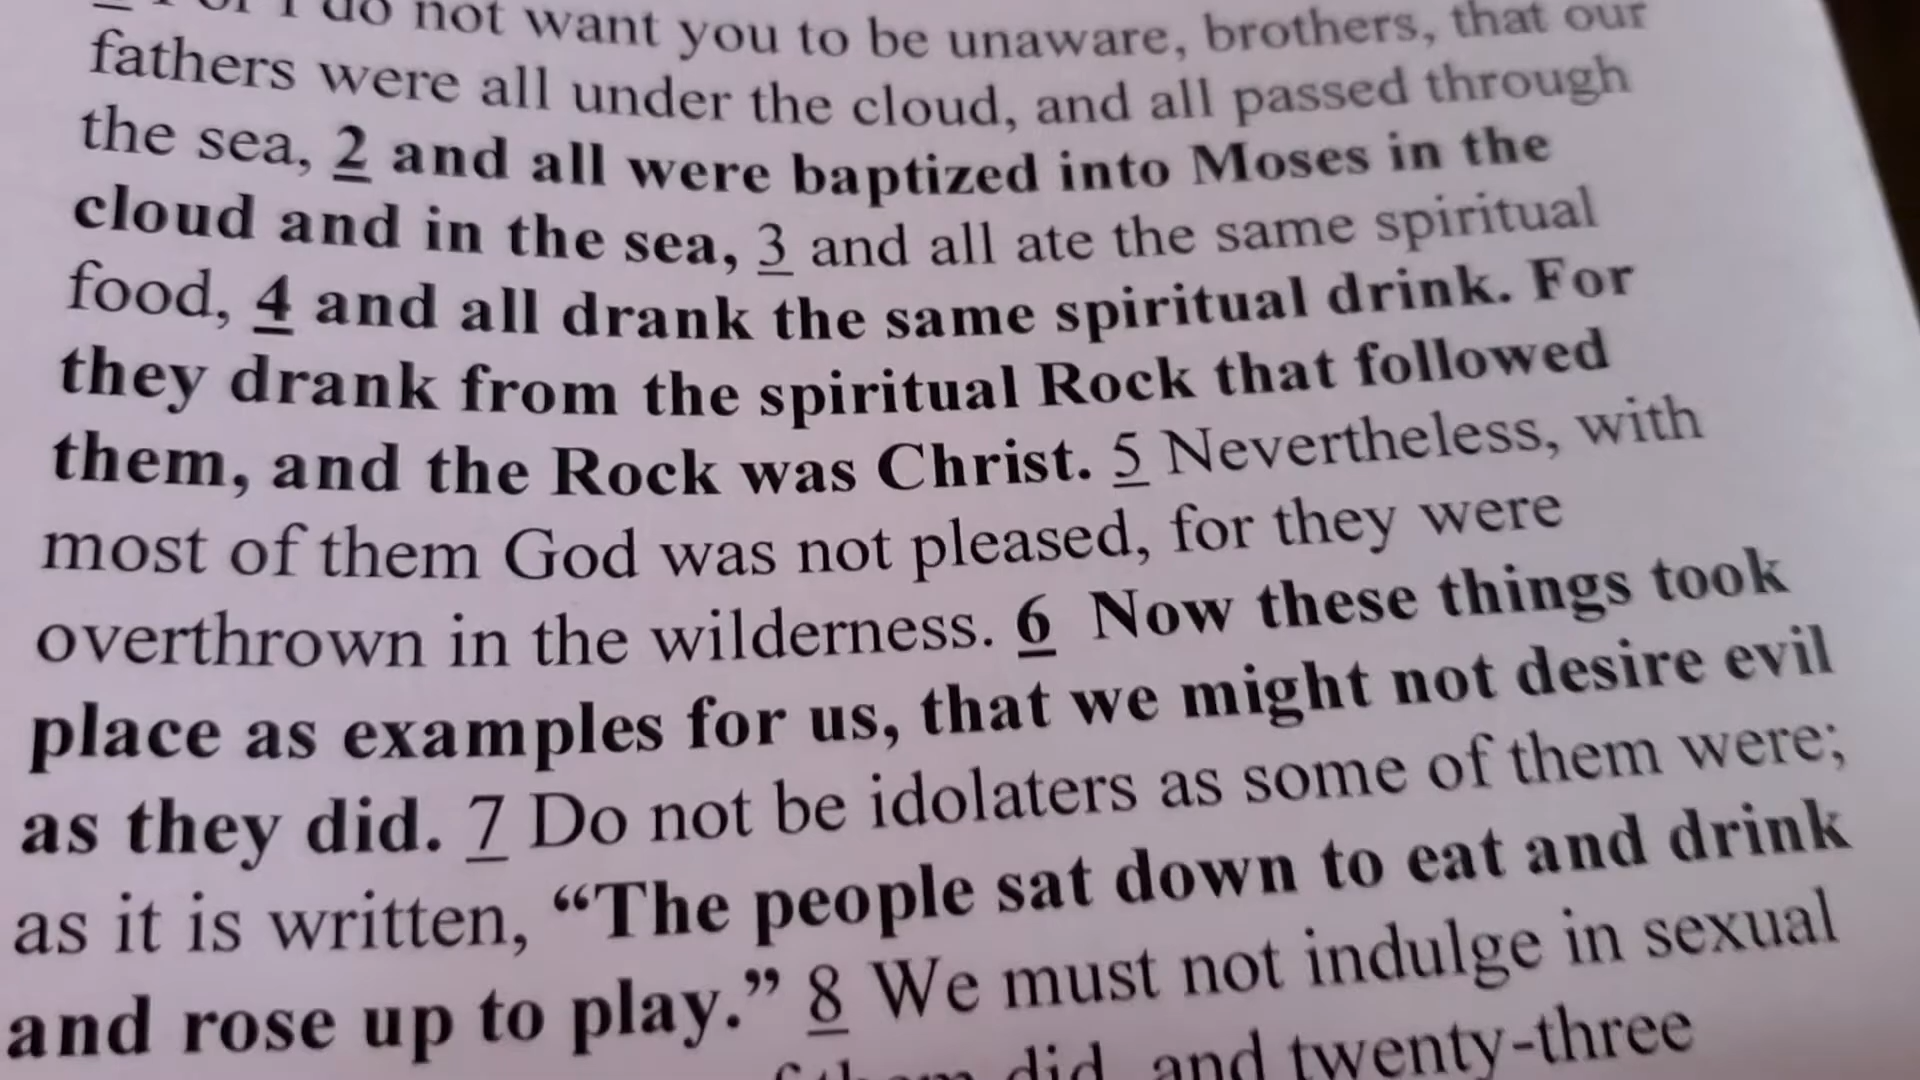 For I do not want you to be unaware, brothers, that our
fathers were all under the cloud, and all passed through
the sea, 2 and all were baptized into Moses in the
cloud and in the sea, 3 and all ate the same spiritual
food, 4 and all drank the same spiritual drink. For
they drank from the spiritual Rock that followed
them, and the Rock was Christ. 5 Nevertheless, with
most of them God was not pleased, for they were
overthrown in the wilderness. 6 Now these things took
place as examples for us, that we might not desire evil
as they did. 7 Do not be idolaters as some of them were;
as it is written, “The people sat down to eat and drink
and rose up to play.” 8 We must not indulge in sexual
of them did, and twenty-three